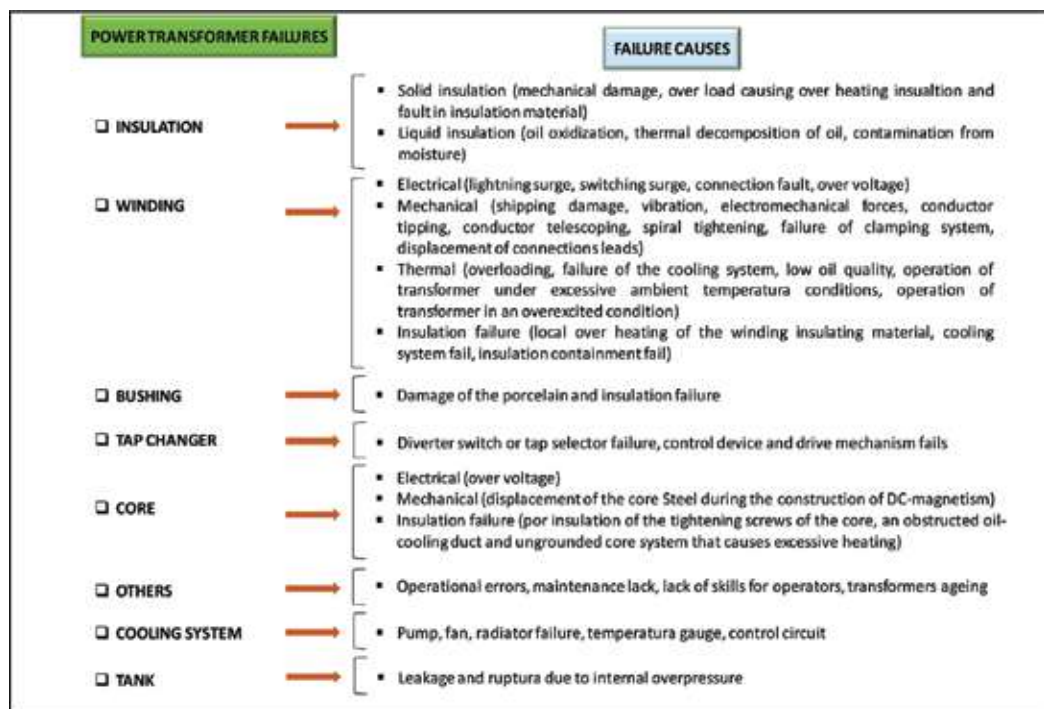 POWER TRANSFORMER FAILURES
FAILURE CAUSES
❑ INSULATION
▪ Solid insulation (mechanical damage, over load causing over heating insualtion and
fault in insulation material)
▪ Liquid insulation (oil oxidization, thermal decomposition of oil, contamination from
moisture)
❑ WINDING
▪ Electrical (lightning surge, switching surge, connection fault, over voltage)
▪ Mechanical (shipping damage, vibration, electromechanical forces, conductor
tipping, conductor telescoping, spiral tightening, failure of clamping system,
displacement of connections leads)
▪ Thermal (overloading, failure of the cooling system, low oil quality, operation of
transformer under excessive ambient temperatura conditions, operation of
transformer in an overexcited condition)
▪ Insulation failure (local over heating of the winding insulating material, cooling
system fail, insulation containment fail)
❑ BUSHING
▪ Damage of the porcelain and insulation failure
❑ TAP CHANGER
▪ Diverter switch or tap selector failure, control device and drive mechanism fails
❑ CORE
▪ Electrical (over voltage)
▪ Mechanical (displacement of the core Steel during the construction of DC-magnetism)
▪ Insulation failure (por insulation of the tightening screws of the core, an obstructed oil-
cooling duct and ungrounded core system that causes excessive heating)
❑ OTHERS
▪ Operational errors, maintenance lack, lack of skills for operators, transformers ageing
❑ COOLING SYSTEM
▪ Pump, fan, radiator failure, temperatura gauge, control circuit
❑ TANK
▪ Leakage and ruptura due to internal overpressure